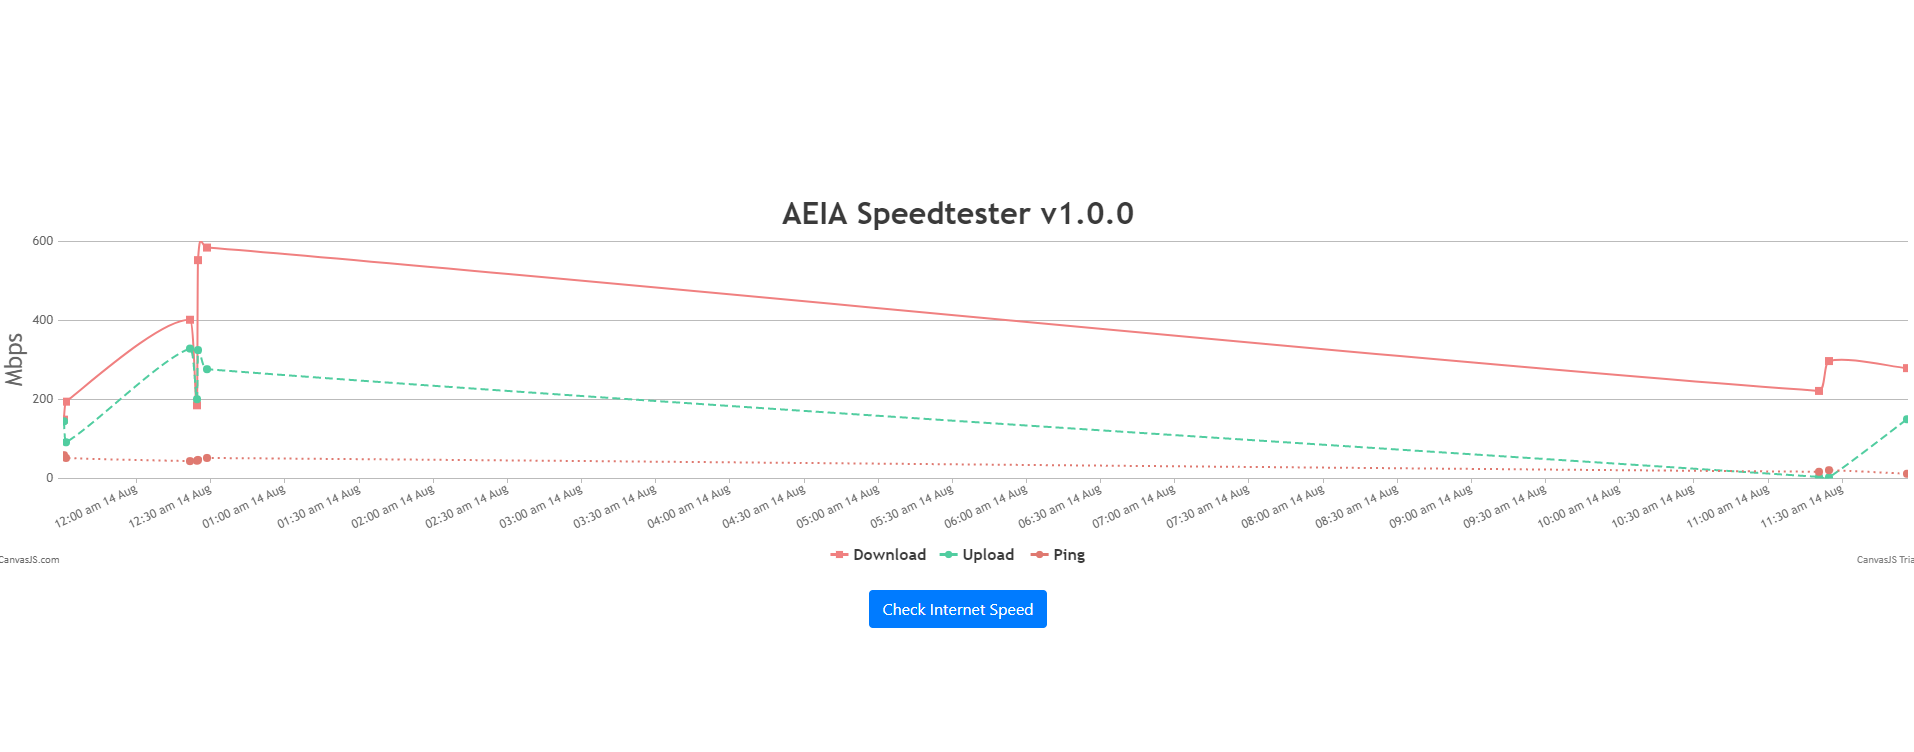 AEIA Speedtester v1.0.0
Mbps
600
400
200
0
12:00 am 14 Aug
12:30 am 14 Aug
01:00 am 14 Aug
01:30 am 14 Aug
02:00 am 14 Aug
02:30 am 14 Aug
03:00 am 14 Aug
03:30 am 14 Aug
04:00 am 14 Aug
04:30 am 14 Aug
05:00 am 14 Aug
05:30 am 14 Aug
06:00 am 14 Aug
06:30 am 14 Aug
07:00 am 14 Aug
07:30 am 14 Aug
08:00 am 14 Aug
08:30 am 14 Aug
09:00 am 14 Aug
09:30 am 14 Aug
10:00 am 14 Aug
10:30 am 14 Aug
11:00 am 14 Aug
11:30 am 14 Aug
Download Upload Ping
CanvasJS.com
CanvasJS Tria
Check Internet Speed